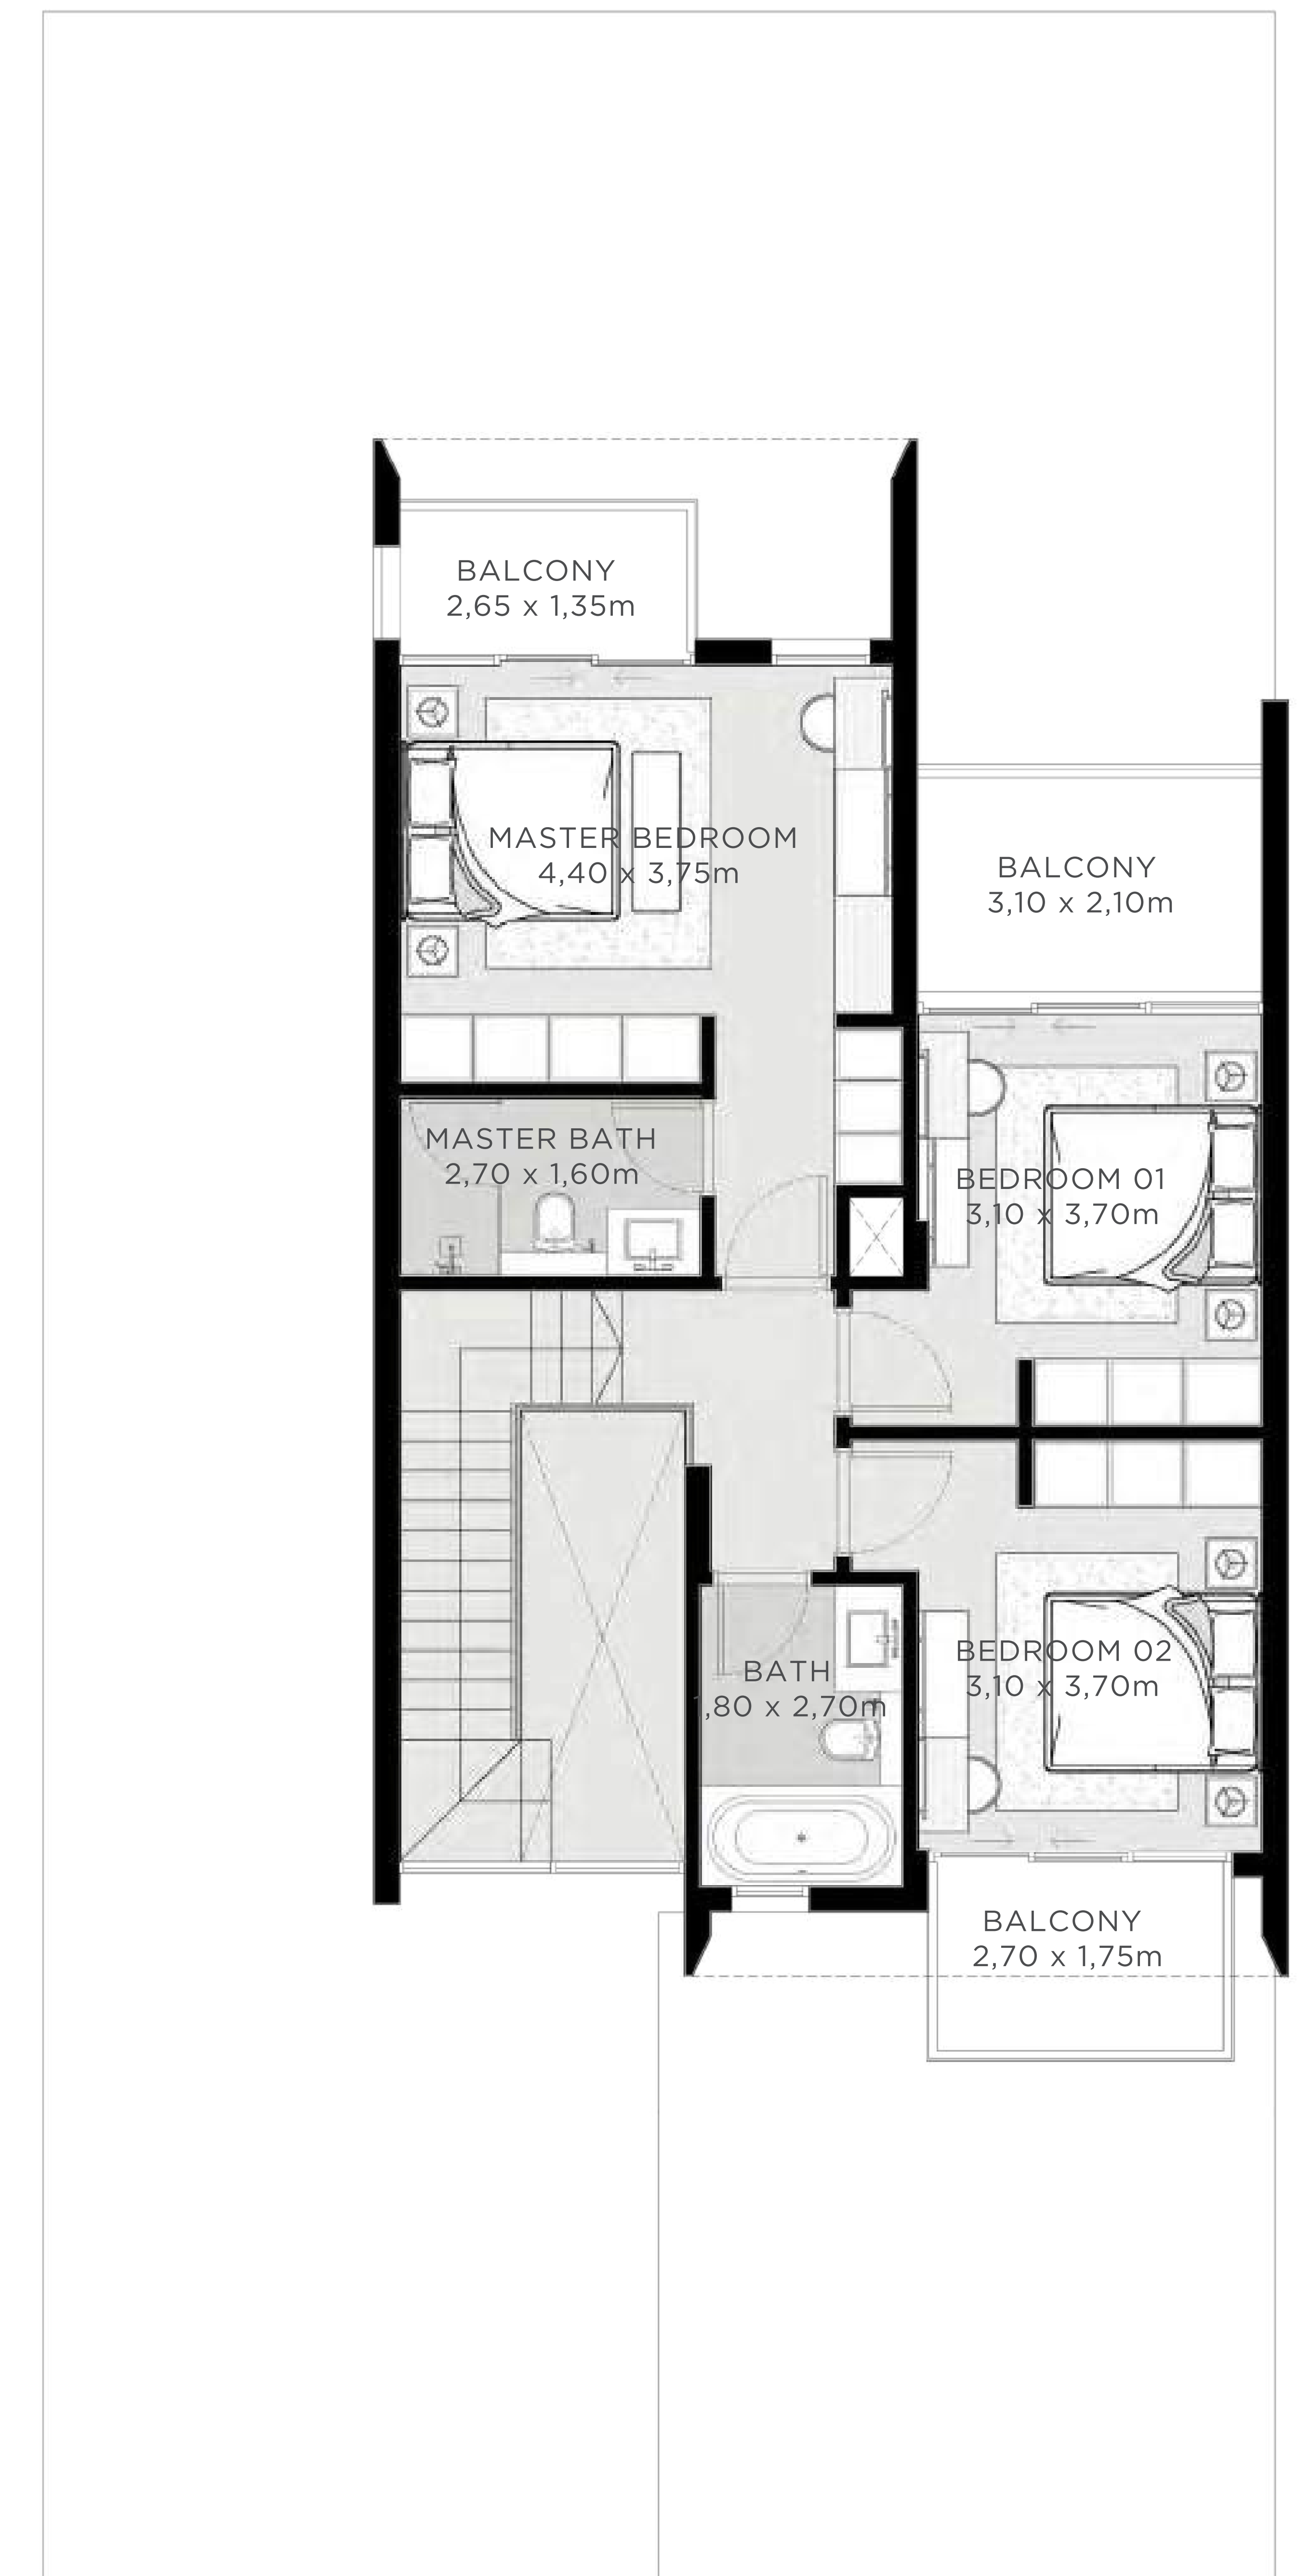 BALCONY
2,65 x 1,35m
MASTER BEDROOM
4,40 x 3,75m
BALCONY
3,10 x 2,10m
MASTER BATH
2,70 x 1,60m
BEDROOM 01
3,10 x 3,70m
BEDROOM 02
3,10 x 3,70m
BATH
,80 x 2,70m
BALCONY
2,70 x 1,75m